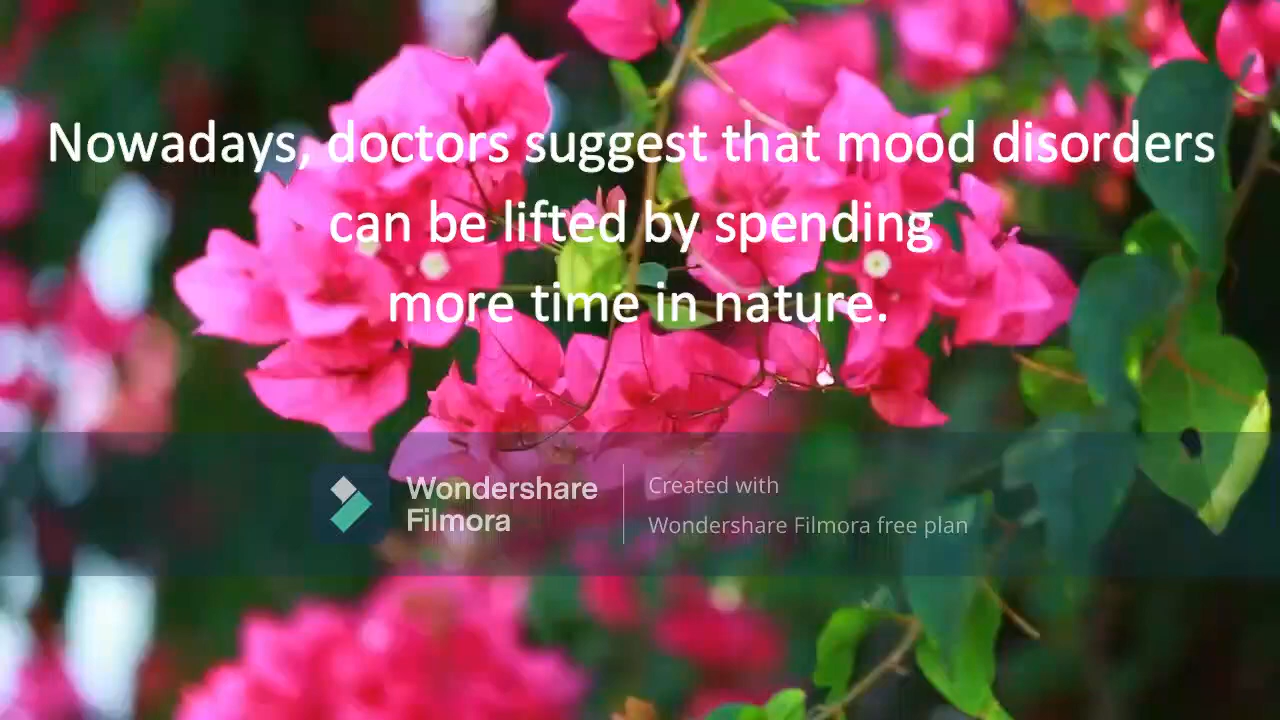 Nowadays, doctors suggest that mood disorders
can be lifted by spending
more time in nature.
Wondershare
Filmora
Created with
Wondershare Filmora free plan